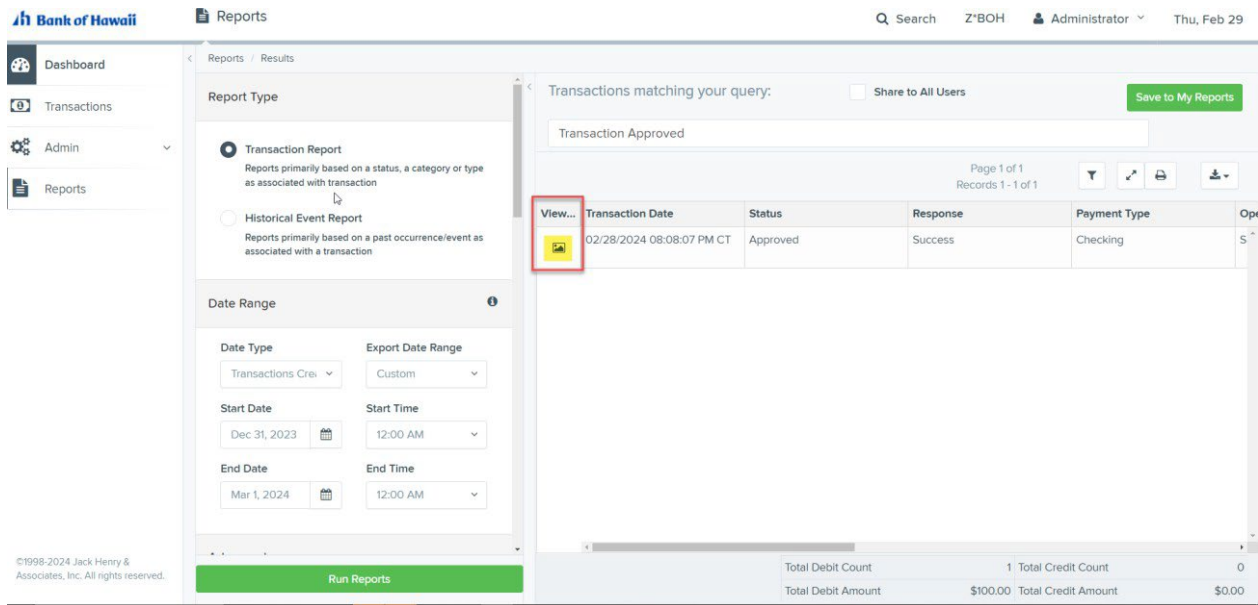 Bank of Hawaii
Reports
Search
Z*BOH
Administrator
Thu, Feb 29
Dashboard
Transactions
Admin
Reports
©1998-2024 Jack Henry &
Associates, Inc. All rights reserved.
Reports / Results
Report Type
Transaction Report
Reports primarily based on a status, a category or type
as associated with transaction
Historical Event Report
Reports primarily based on a past occurrence/event as
associated with a transaction
Date Range
Date Type
Export Date Range
Transactions Cre
Custom
Start Date
Start Time
Dec 31, 2023
12:00 AM
End Date
End Time
Mar 1, 2024
12:00 AM
Run Reports
Transactions matching your query:
Share to All Users
Save to My Reports
Transaction Approved
Page 1 of 1
Records 1 - 1 of 1
View... Transaction Date Status Response Payment Type Ope
02/28/2024 08:08:07 PM CT Approved Success Checking S
Total Debit Count 1 Total Credit Count 0
Total Debit Amount $100.00 Total Credit Amount $0.00